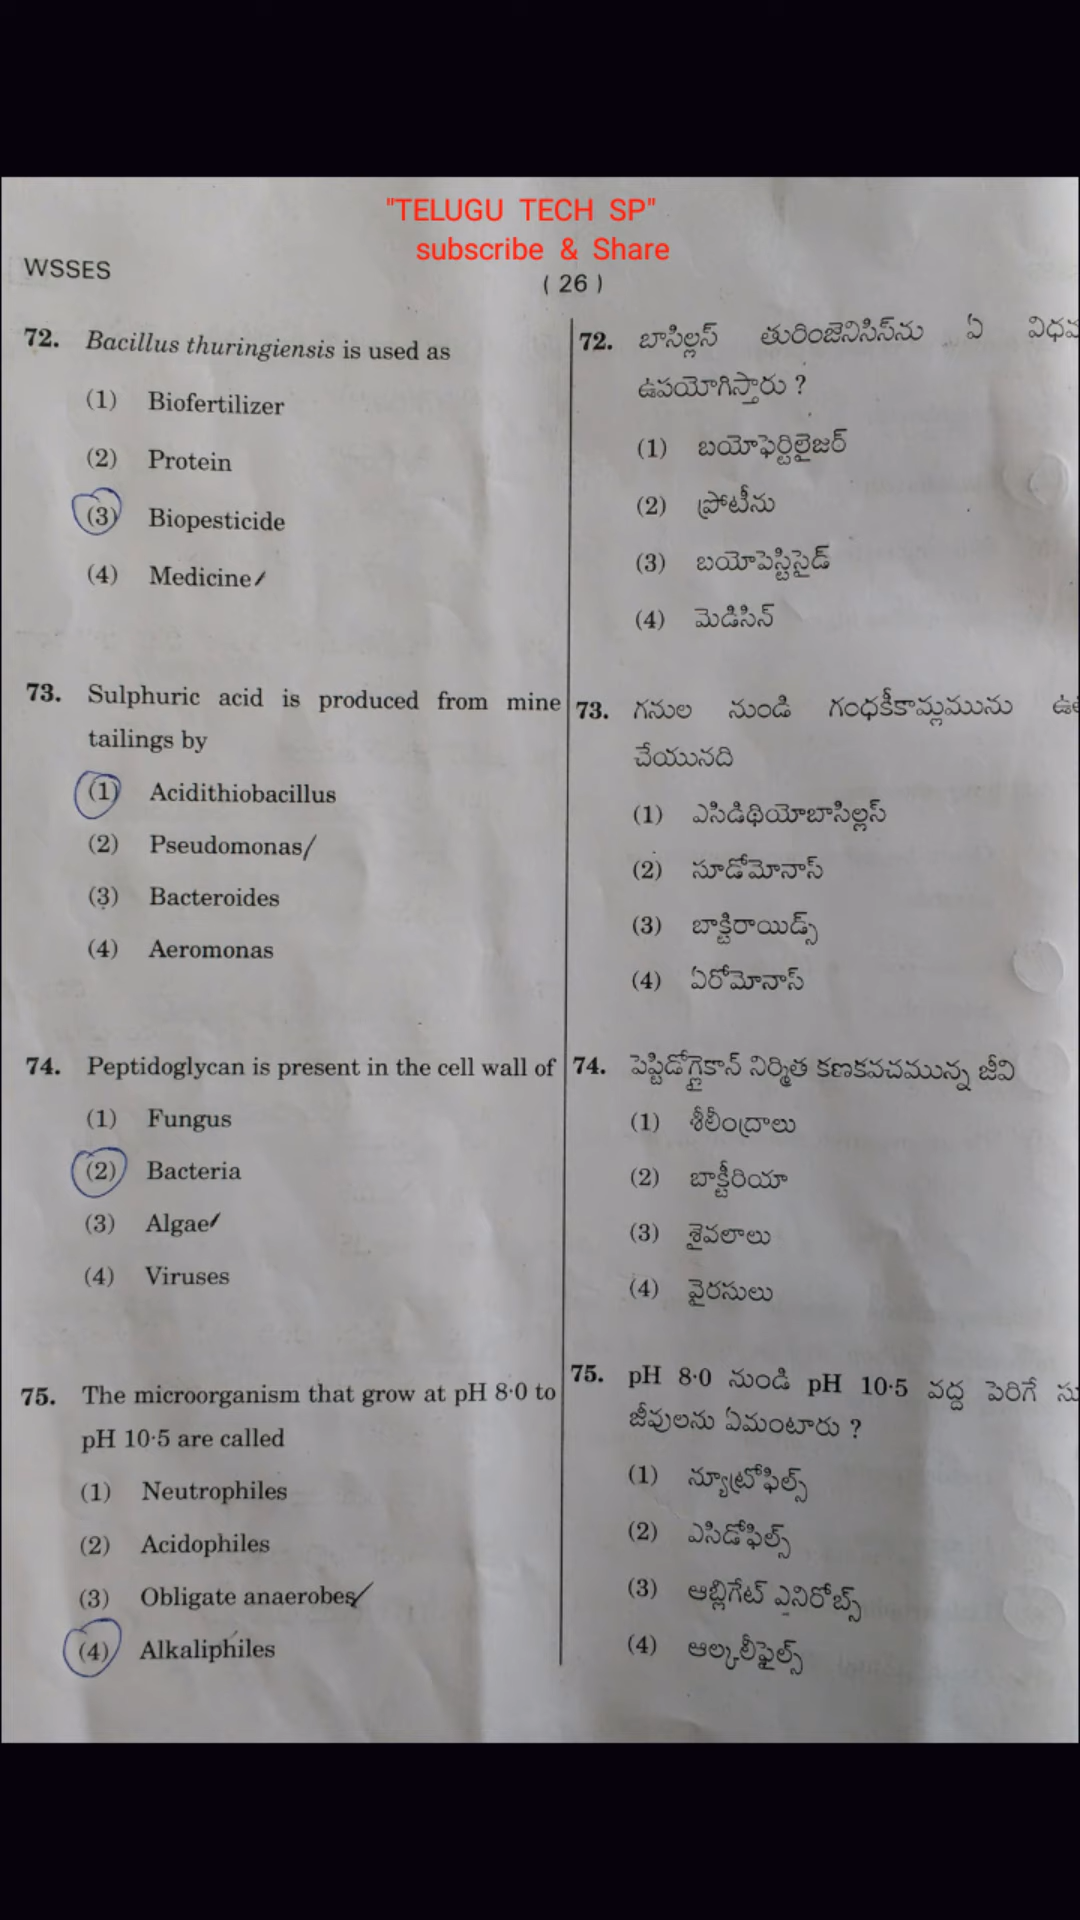 "TELUGU TECH SP"
subscribe & Share
WSSES
( 26 )
72. Bacillus thuringiensis is used as
(1) Biofertilizer
(2) Protein
(3) Biopesticide
(4) Medicine
73. Sulphuric acid is produced from mine
tailings by
(1) Acidithiobacillus
(2) Pseudomonas
(3) Bacteroides
(4) Aeromonas
74. Peptidoglycan is present in the cell wall of
(1) Fungus
(2) Bacteria
(3) Algae
(4) Viruses
75. The microorganism that grow at pH 8·0 to
pH 10·5 are called
(1) Neutrophiles
(2) Acidophiles
(3) Obligate anaerobes
(4) Alkaliphiles
72. బాసిల్లస్ తురింజెనిసిస్‌ను ఏ
ఉపయోగిస్తారు ?
(1) బయోఫెర్టిలైజర్
(2) ప్రోటీను
(3) బయోపెస్టిసైడ్
(4) మెడిసిన్
73. గనుల నుండి గంధకీకామ్లమును
చేయునది
(1) ఎసిడిథియోబాసిల్లస్
(2) సూడోమోనాస్
(3) బాక్టిరాయిడ్స్
(4) ఏరోమోనాస్
74. పెప్టిడోగ్లైకాన్ నిర్మిత కణకవచమున్న జీవి
(1) శీలీంద్రాలు
(2) బాక్టీరియా
(3) శైవలాలు
(4) వైరసులు
75. pH 8·0 నుండి pH 10·5 వద్ద పెరిగే
జీవులను ఏమంటారు ?
(1) న్యూట్రోఫిల్స్
(2) ఎసిడోఫిల్స్
(3) ఆబ్లిగేట్ ఎనిరోబ్స్
(4) ఆల్కలీఫైల్స్